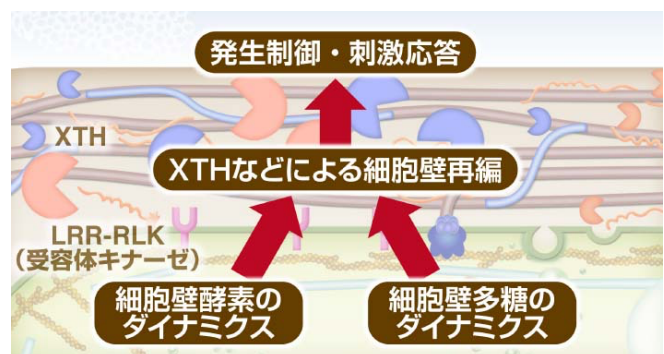 発生制御・刺激応答
XTH
XTHなどによる細胞壁再編
LRR-RLK
（受容体キナーゼ）
細胞壁酵素の
ダイナミクス
細胞壁多糖の
ダイナミクス